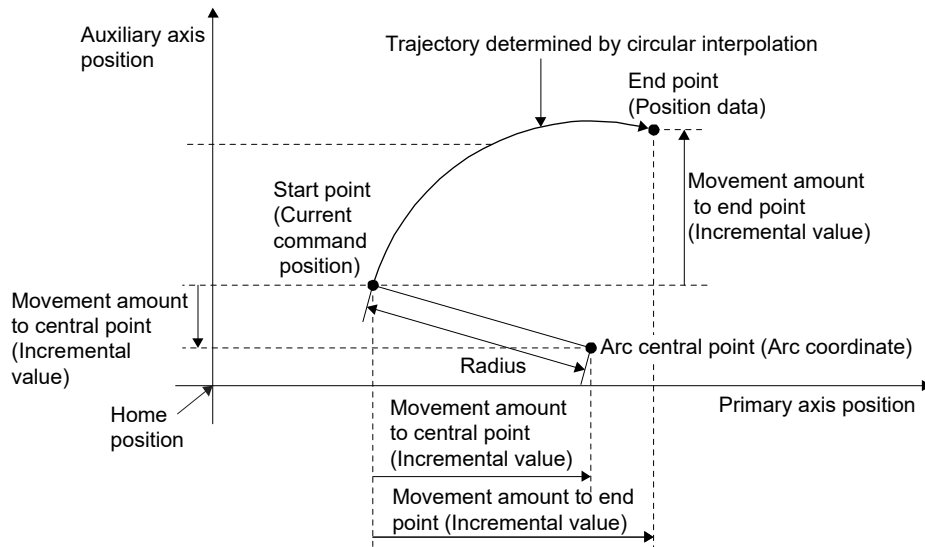 Auxiliary axis
position
Trajectory determined by circular interpolation
End point
(Position data)
Start point
(Current
command
position)
Movement amount
to end point
(Incremental value)
Movement amount
to central point
(Incremental
value)
Radius
Arc central point (Arc coordinate)
Home
position
Primary axis position
Movement amount
to central point
(Incremental value)
Movement amount to end
point (Incremental value)